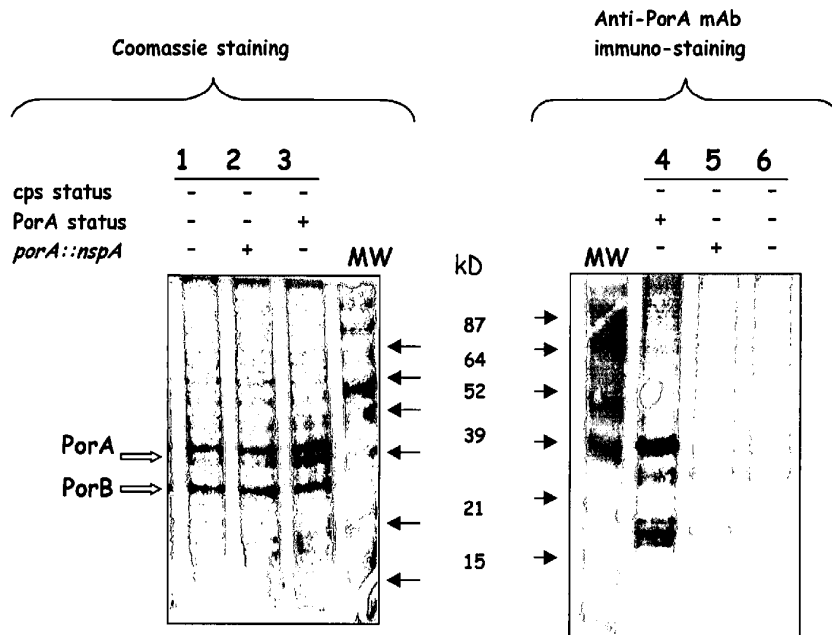 Coomassie staining
Anti-PorA mAb
immuno-staining
1 2 3
cps status - - -
PorA status - - +
porA::nspA - + -
MW
kD
4 5 6
- - -
+ - -
- + -
MW
87
64
52
39
21
15
PorA
PorB